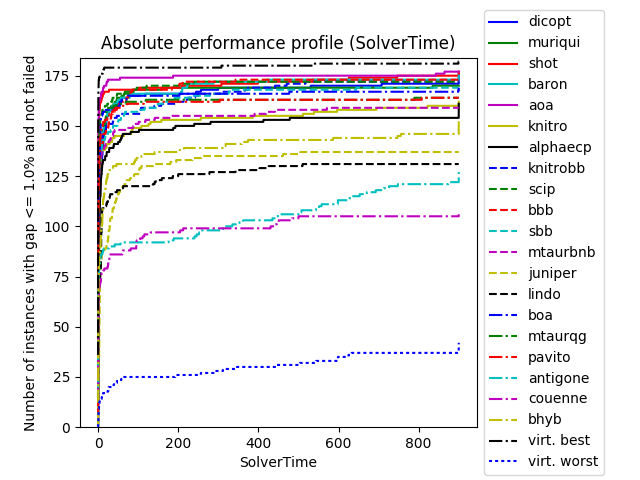 Absolute performance profile (SolverTime)
Number of instances with gap <= 1.0% and not failed
175
150
125
100
75
50
25
0
0 200 400 600 800
SolverTime
dicopt
muriqui
shot
baron
aoa
knitro
alphaecp
knitrobb
scip
bbb
sbb
mtaurbnb
juniper
lindo
boa
mtaurqg
pavito
antigone
couenne
bhyb
virt. best
virt. worst